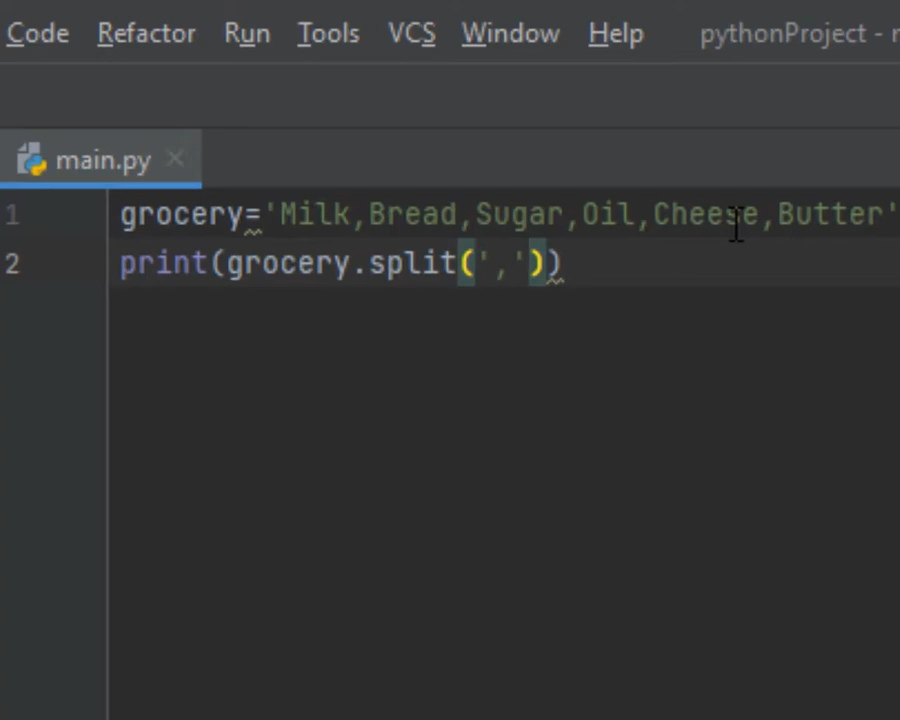 Code Refactor Run Tools VCS Window Help pythonProject -
main.py
1 grocery='Milk,Bread,Sugar,Oil,Cheese,Butter'
2 print(grocery.split(','))